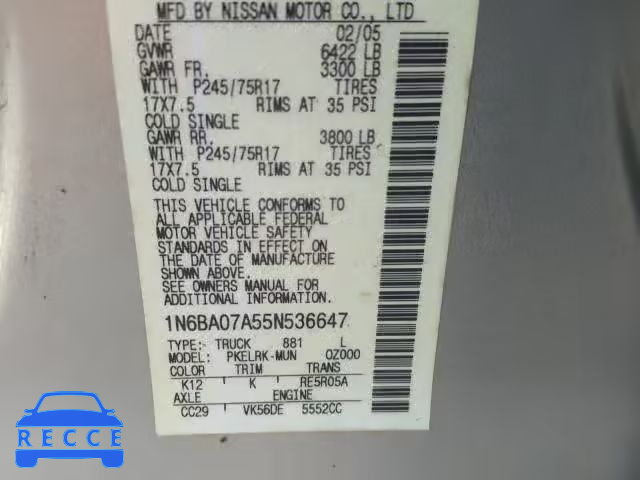 MFD BY NISSAN MOTOR CO., LTD
DATE 02/05
GVWR 6422 LB
GAWR FR. 3300 LB
WITH P245/75R17 TIRES
17X7.5 RIMS AT 35 PSI
COLD SINGLE
GAWR RR. 3800 LB
WITH P245/75R17 TIRES
17X7.5 RIMS AT 35 PSI
COLD SINGLE
THIS VEHICLE CONFORMS TO
ALL APPLICABLE FEDERAL
MOTOR VEHICLE SAFETY
STANDARDS IN EFFECT ON
THE DATE OF MANUFACTURE
SHOWN ABOVE.
SEE OWNERS MANUAL FOR
ADDITIONAL INFORMATION.
1N6BA07A55N536647
TYPE: TRUCK 881 L
MODEL: PKELRK-MUN 0Z000
COLOR TRIM TRANS
K12 K RE5R05A
AXLE ENGINE
CC29 VK56DE 5552CC
RECCE